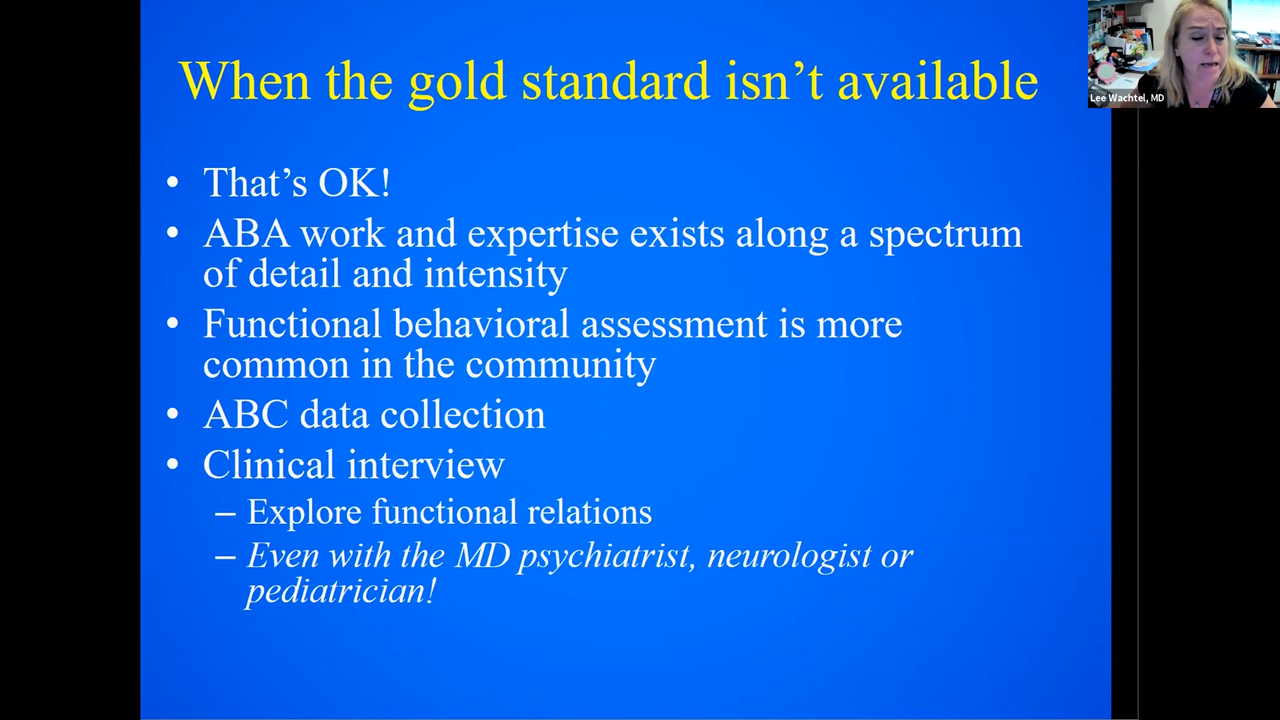 When the gold standard isn't available
Lee Wachtel, MD
• That's OK!
• ABA work and expertise exists along a spectrum
of detail and intensity
• Functional behavioral assessment is more
common in the community
• ABC data collection
• Clinical interview
– Explore functional relations
– Even with the MD psychiatrist, neurologist or
pediatrician!